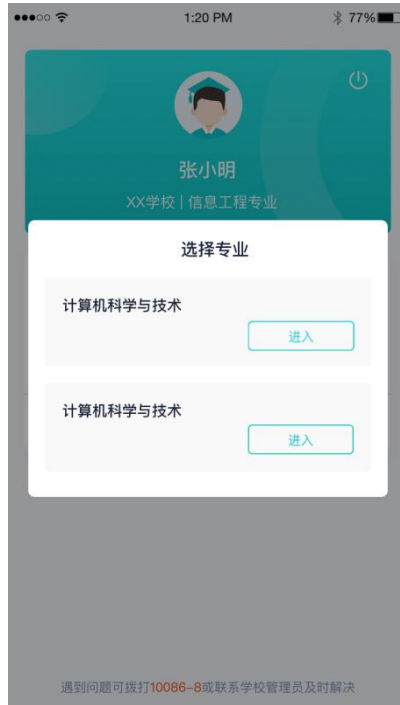 1:20 PM
77%
张小明
XX学校 | 信息工程专业
选择专业
计算机科学与技术
进入
计算机科学与技术
进入
遇到问题可拨打10086-8或联系学校管理员及时解决